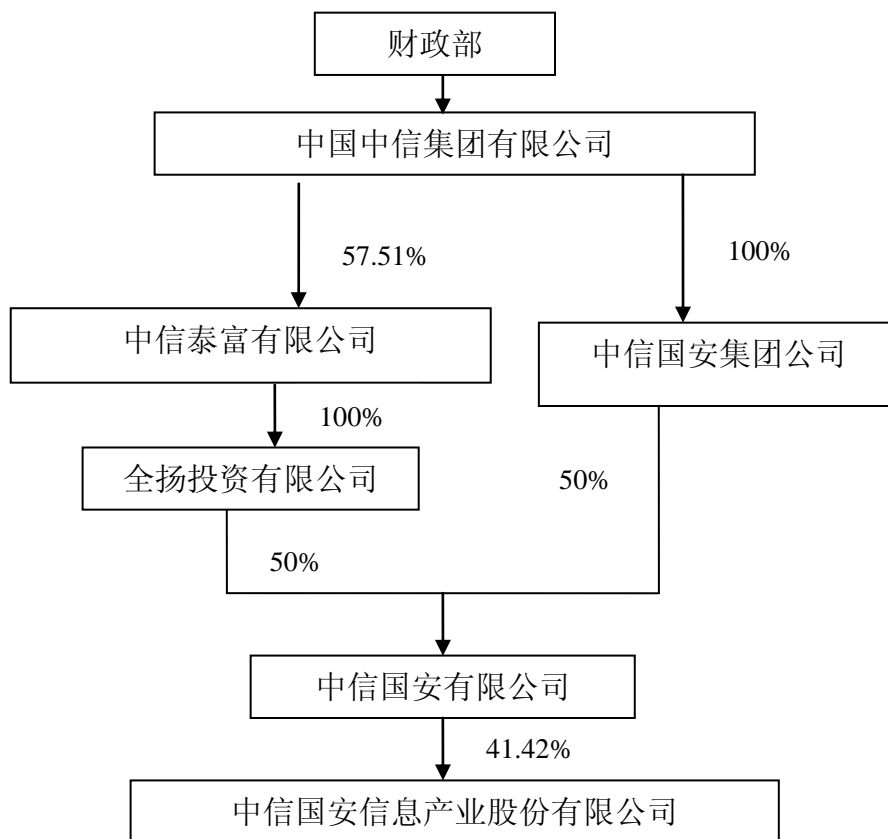 财政部
中国中信集团有限公司
57.51%
100%
中信泰富有限公司
中信国安集团公司
100%
全扬投资有限公司
50%
50%
中信国安有限公司
41.42%
中信国安信息产业股份有限公司